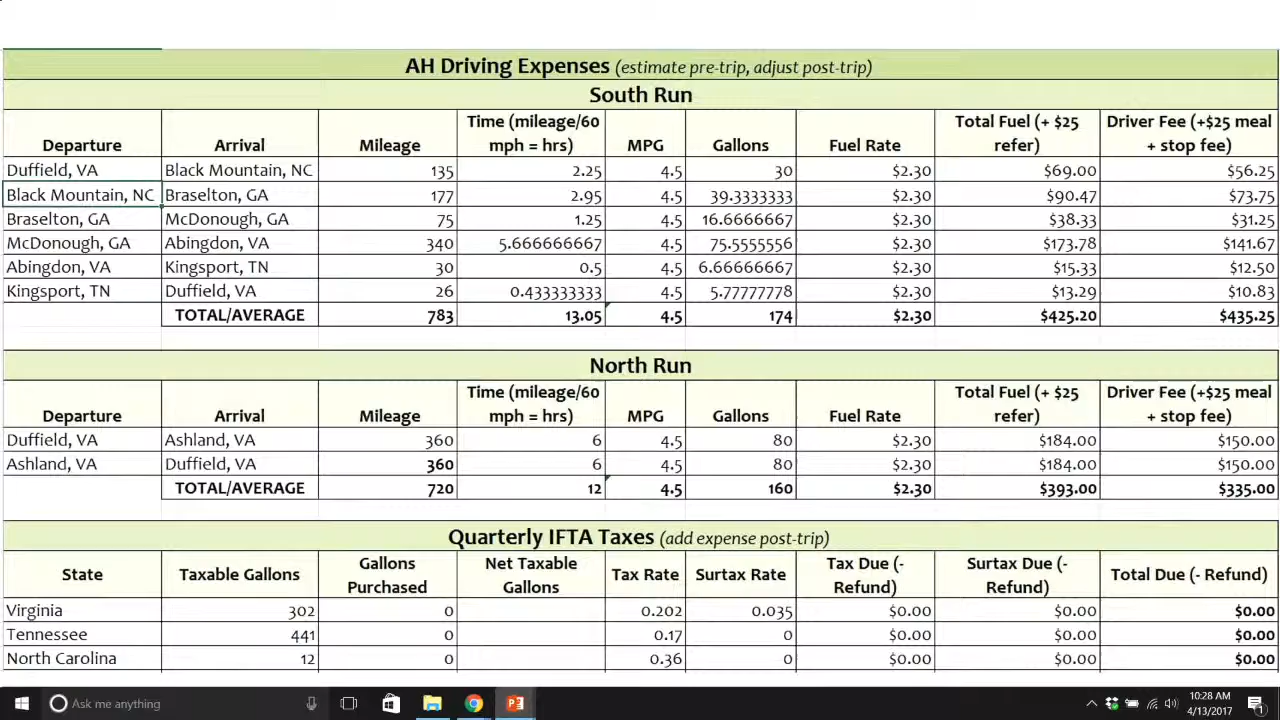 AH Driving Expenses (estimate pre-trip, adjust post-trip)
South Run
Departure Arrival Mileage Time (mileage/60 mph = hrs) MPG Gallons Fuel Rate Total Fuel (+ $25 refer) Driver Fee (+$25 meal + stop fee)
Duffield, VA Black Mountain, NC 135 2.25 4.5 30 $2.30 $69.00 $56.25
Black Mountain, NC Braselton, GA 177 2.95 4.5 39.3333333 $2.30 $90.47 $73.75
Braselton, GA McDonough, GA 75 1.25 4.5 16.6666667 $2.30 $38.33 $31.25
McDonough, GA Abingdon, VA 340 5.666666667 4.5 75.5555556 $2.30 $173.78 $141.67
Abingdon, VA Kingsport, TN 30 0.5 4.5 6.66666667 $2.30 $15.33 $12.50
Kingsport, TN Duffield, VA 26 0.433333333 4.5 5.77777778 $2.30 $13.29 $10.83
TOTAL/AVERAGE 783 13.05 4.5 174 $2.30 $425.20 $435.25
North Run
Departure Arrival Mileage Time (mileage/60 mph = hrs) MPG Gallons Fuel Rate Total Fuel (+ $25 refer) Driver Fee (+$25 meal + stop fee)
Duffield, VA Ashland, VA 360 6 4.5 80 $2.30 $184.00 $150.00
Ashland, VA Duffield, VA 360 6 4.5 80 $2.30 $184.00 $150.00
TOTAL/AVERAGE 720 12 4.5 160 $2.30 $393.00 $335.00
Quarterly IFTA Taxes (add expense post-trip)
State Taxable Gallons Gallons Purchased Net Taxable Gallons Tax Rate Surtax Rate Tax Due (- Refund) Surtax Due (- Refund) Total Due (- Refund)
Virginia 302 0 0.202 0.035 $0.00 $0.00 $0.00
Tennessee 441 0 0.17 0 $0.00 $0.00 $0.00
North Carolina 12 0 0.36 0 $0.00 $0.00 $0.00
Ask me anything
10:28 AM
4/13/2017
1